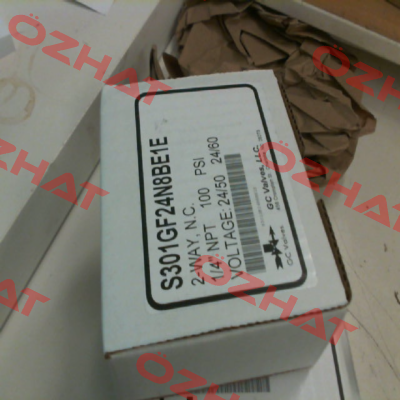 S301GF24N8BE1E
2-WAY, N.C.
1/4" NPT 100 PSI
VOLTAGE: 24/50 24/60
GC Valves, LLC
GC Valves
ÖZHAT
ÖZHAT
ÖZHAT
ÖZHAT
ÖZHAT